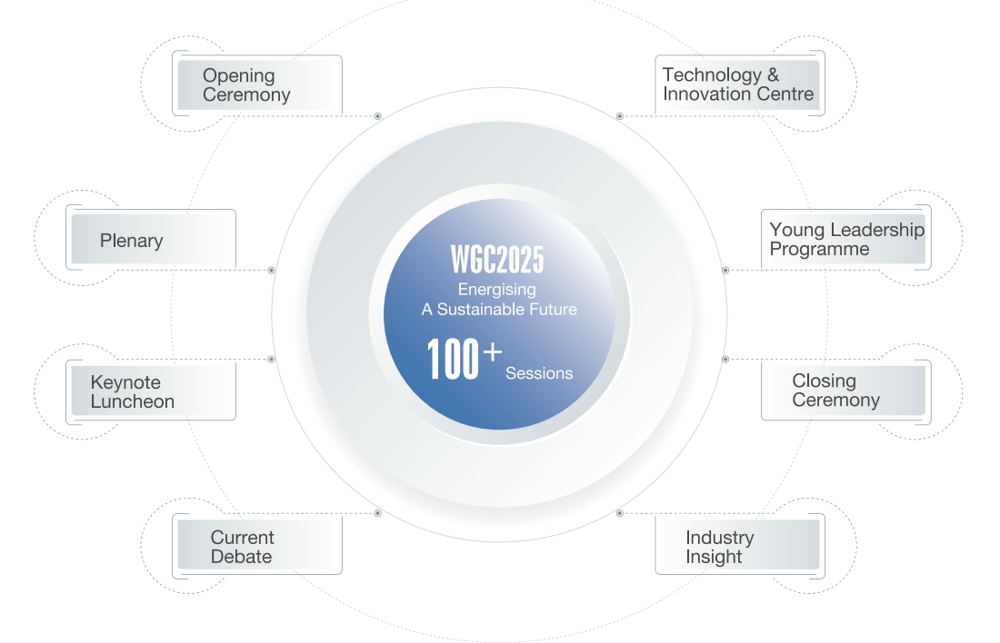 Opening
Ceremony
Technology &
Innovation Centre
Plenary
Young Leadership
Programme
WGC2025
Energising
A Sustainable Future
100+ Sessions
Keynote
Luncheon
Closing
Ceremony
Current
Debate
Industry
Insight